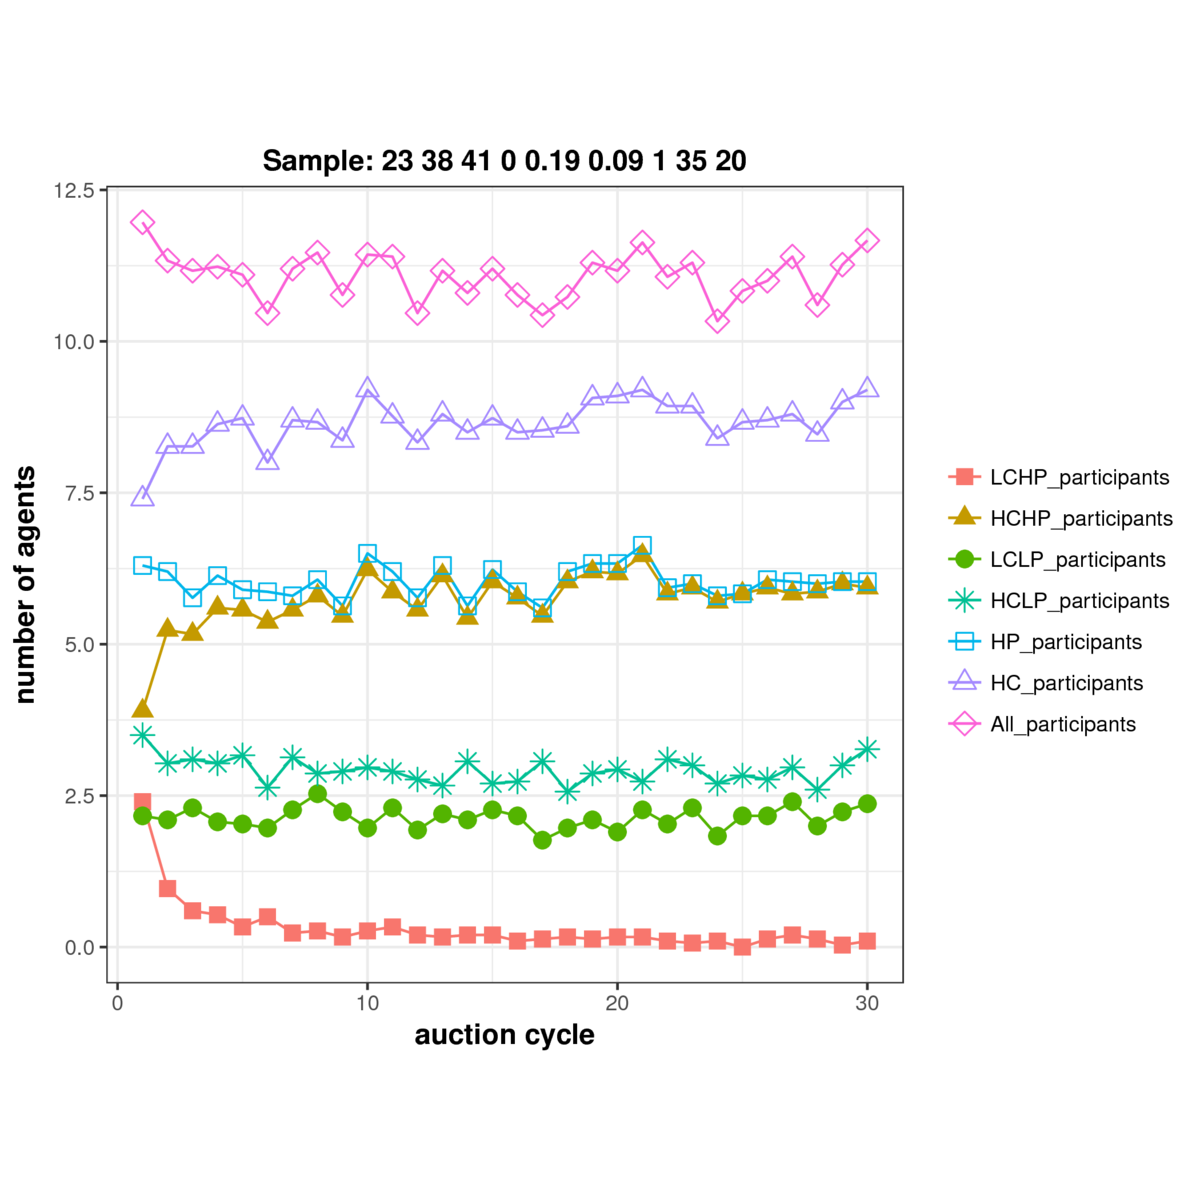 Sample: 23 38 41 0 0.19 0.09 1 35 20
12.5
10.0
7.5
5.0
2.5
0.0
number of agents
0 10 20 30
auction cycle
LCHP_participants
HCHP_participants
LCLP_participants
HCLP_participants
HP_participants
HC_participants
All_participants